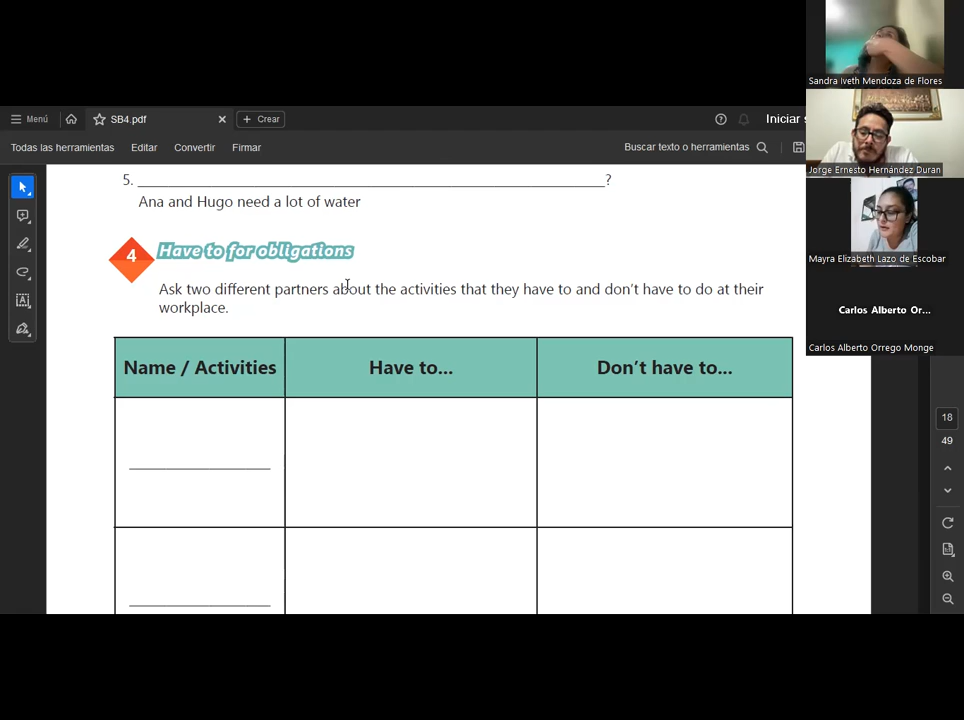 Sandra Iveth Mendoza de Flores
Menú
SB4.pdf
Crear
Iniciar s
Todas las herramientas
Editar
Convertir
Firmar
Buscar texto o herramientas
Jorge Ernesto Hernández Duran
5. ?
Ana and Hugo need a lot of water
4 Have to for obligations
Ask two different partners about the activities that they have to and don't have to do at their
workplace.
Mayra Elizabeth Lazo de Escobar
Carlos Alberto Or...
Carlos Alberto Orrego Monge
Name / Activities
Have to...
Don't have to...
18
49